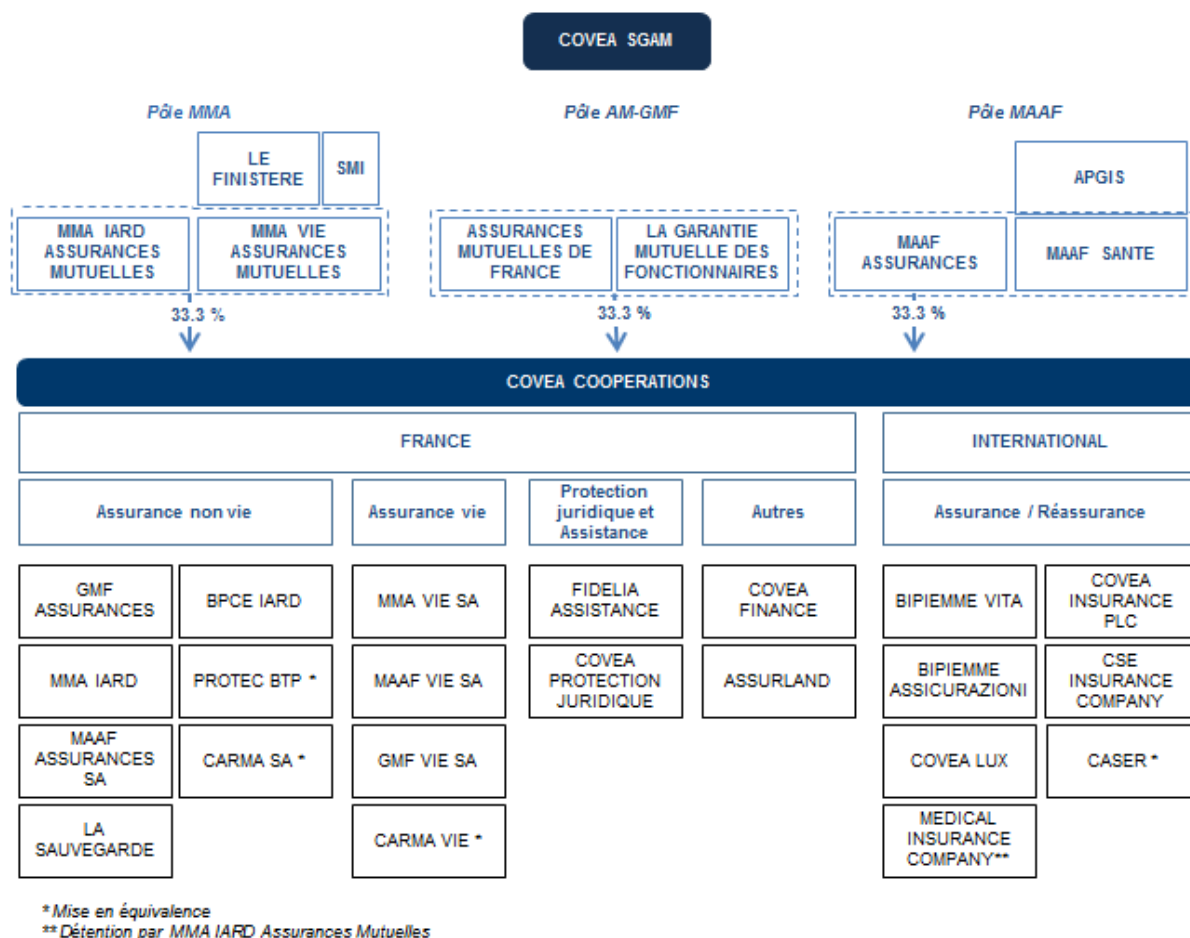 COVEA SGAM
Pôle MMA
Pôle AM-GMF
Pôle MAAF
LE
FINISTERE
SMI
APGIS
MMA IARD
ASSURANCES
MUTUELLES
MMA VIE
ASSURANCES
MUTUELLES
ASSURANCES
MUTUELLES DE
FRANCE
LA GARANTIE
MUTUELLE DES
FONCTIONNAIRES
MAAF
ASSURANCES
MAAF SANTE
33.3 %
33.3 %
33.3 %
COVEA COOPERATIONS
FRANCE
INTERNATIONAL
Assurance non vie
Assurance vie
Protection
juridique et
Assistance
Autres
Assurance / Réassurance
GMF
ASSURANCES
BPCE IARD
MMA VIE SA
FIDELIA
ASSISTANCE
COVEA
FINANCE
BIPIEMME VITA
COVEA
INSURANCE
PLC
MMA IARD
PROTEC BTP *
MAAF VIE SA
COVEA
PROTECTION
JURIDIQUE
ASSURLAND
BIPIEMME
ASSICURAZIONI
CSE
INSURANCE
COMPANY
MAAF
ASSURANCES
SA
CARMA SA *
GMF VIE SA
COVEA LUX
CASER *
LA
SAUVEGARDE
CARMA VIE *
MEDICAL
INSURANCE
COMPANY**
* Mise en équivalence
** Détention par MMA IARD Assurances Mutuelles